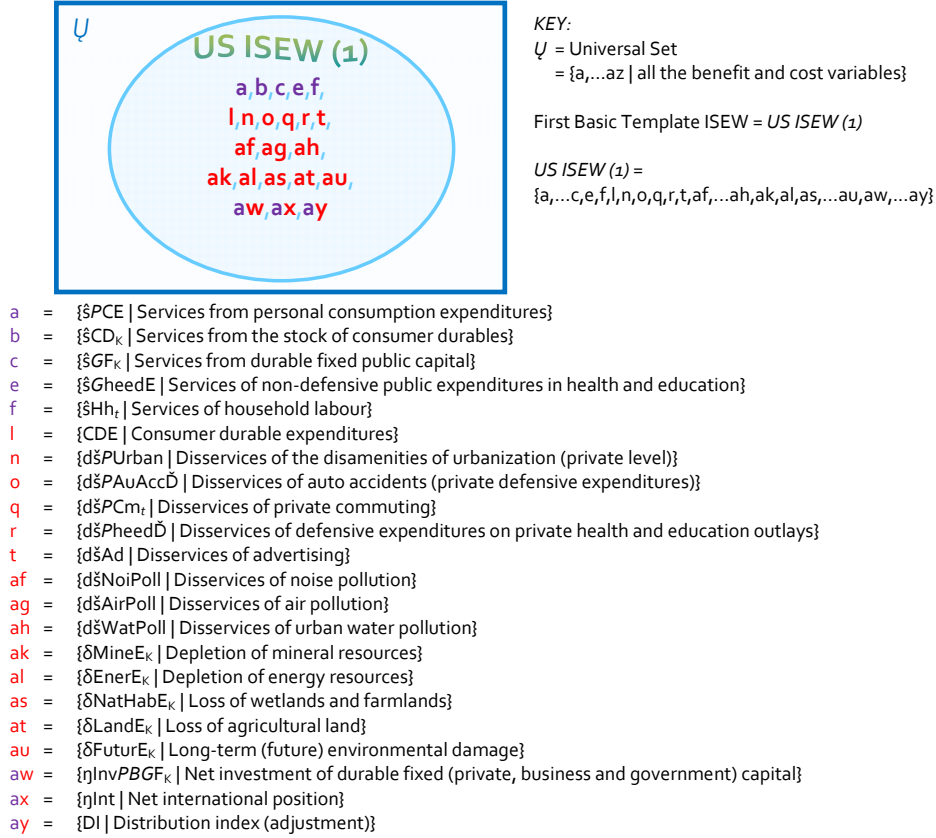 Ų
US ISEW (1)
a,b,c,e,f,
l,n,o,q,r,t,
af,ag,ah,
ak,al,as,at,au,
aw,ax,ay
KEY:
Ų = Universal Set
= {a,...az | all the benefit and cost variables}
First Basic Template ISEW = US ISEW (1)
US ISEW (1) =
{a,...c,e,f,l,n,o,q,r,t,af,...ah,ak,al,as,...au,aw,...ay}
a = {ŝPCE | Services from personal consumption expenditures}
b = {ŝCDK | Services from the stock of consumer durables}
c = {ŝGFK | Services from durable fixed public capital}
e = {ŝGheedE | Services of non-defensive public expenditures in health and education}
f = {ŝHht | Services of household labour}
l = {CDE | Consumer durable expenditures}
n = {dšPUrban | Disservices of the disamenities of urbanization (private level)}
o = {dšPAuAccĎ | Disservices of auto accidents (private defensive expenditures)}
q = {dšPCmt | Disservices of private commuting}
r = {dšPheedĎ | Disservices of defensive expenditures on private health and education outlays}
t = {dšAd | Disservices of advertising}
af = {dšNoiPoll | Disservices of noise pollution}
ag = {dšAirPoll | Disservices of air pollution}
ah = {dšWatPoll | Disservices of urban water pollution}
ak = {δMineEK | Depletion of mineral resources}
al = {δEnerEK | Depletion of energy resources}
as = {δNatHabEK | Loss of wetlands and farmlands}
at = {δLandEK | Loss of agricultural land}
au = {δFuturEK | Long-term (future) environmental damage}
aw = {ŋInvPBGFK | Net investment of durable fixed (private, business and government) capital}
ax = {ŋInt | Net international position}
ay = {DI | Distribution index (adjustment)}